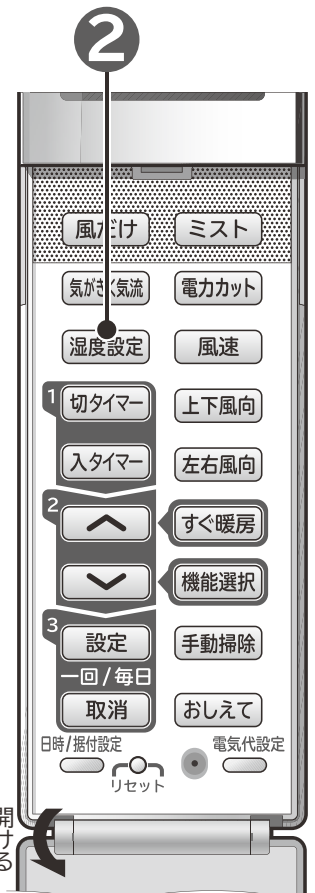 2
風だけ ミスト
気がきく気流 電力カット
湿度設定 風速
1 切タイマー 上下風向
入タイマー 左右風向
2 すぐ暖房
機能選択
3 設定 手動掃除
一回/毎日
取消 おしえて
日時/据付設定 電気代設定
リセット
開ける